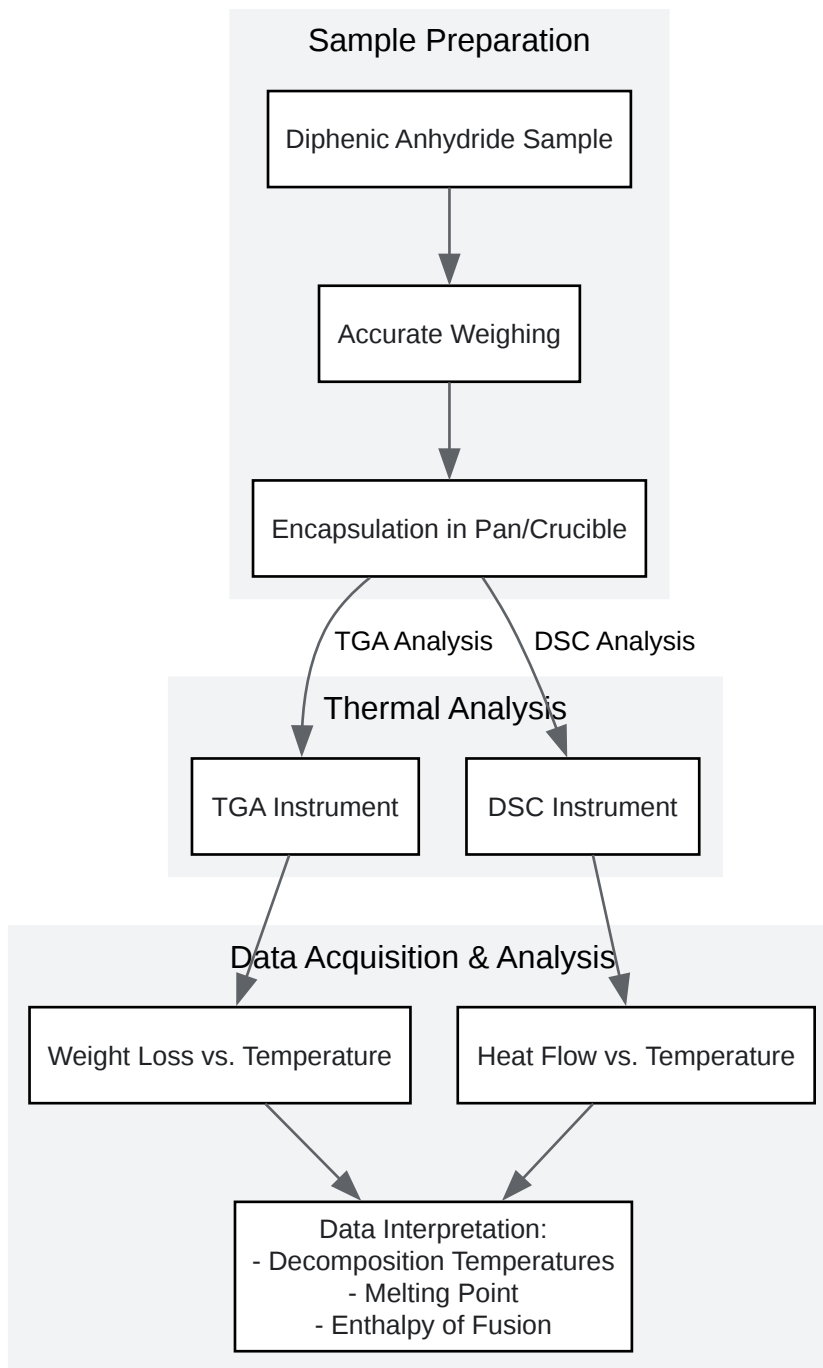 Sample Preparation
Diphenic Anhydride Sample
Accurate Weighing
Encapsulation in Pan/Crucible
TGA Analysis
DSC Analysis
Thermal Analysis
TGA Instrument
DSC Instrument
Data Acquisition & Analysis
Weight Loss vs. Temperature
Heat Flow vs. Temperature
Data Interpretation:
- Decomposition Temperatures
- Melting Point
- Enthalpy of Fusion